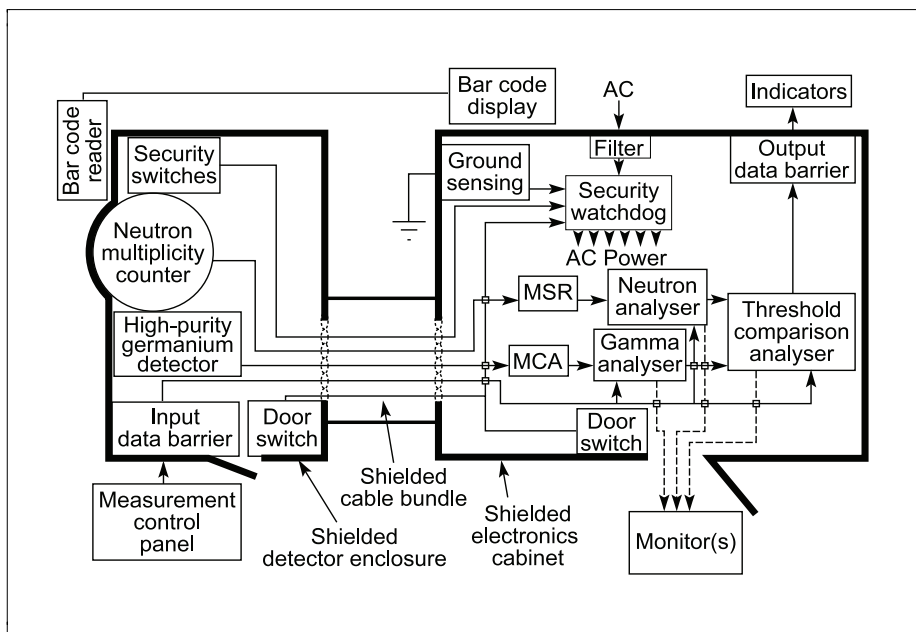 Bar code
display
AC
Indicators
Bar code
reader
Security
switches
Ground
sensing
Filter
Output
data barrier
Security
watchdog
Neutron
multiplicity
counter
AC Power
MSR
Neutron
analyser
Threshold
comparison
analyser
High-purity
germanium
detector
MCA
Gamma
analyser
Input
data barrier
Door
switch
Door
switch
Shielded
cable bundle
Measurement
control
panel
Shielded
detector enclosure
Shielded
electronics
cabinet
Monitor(s)